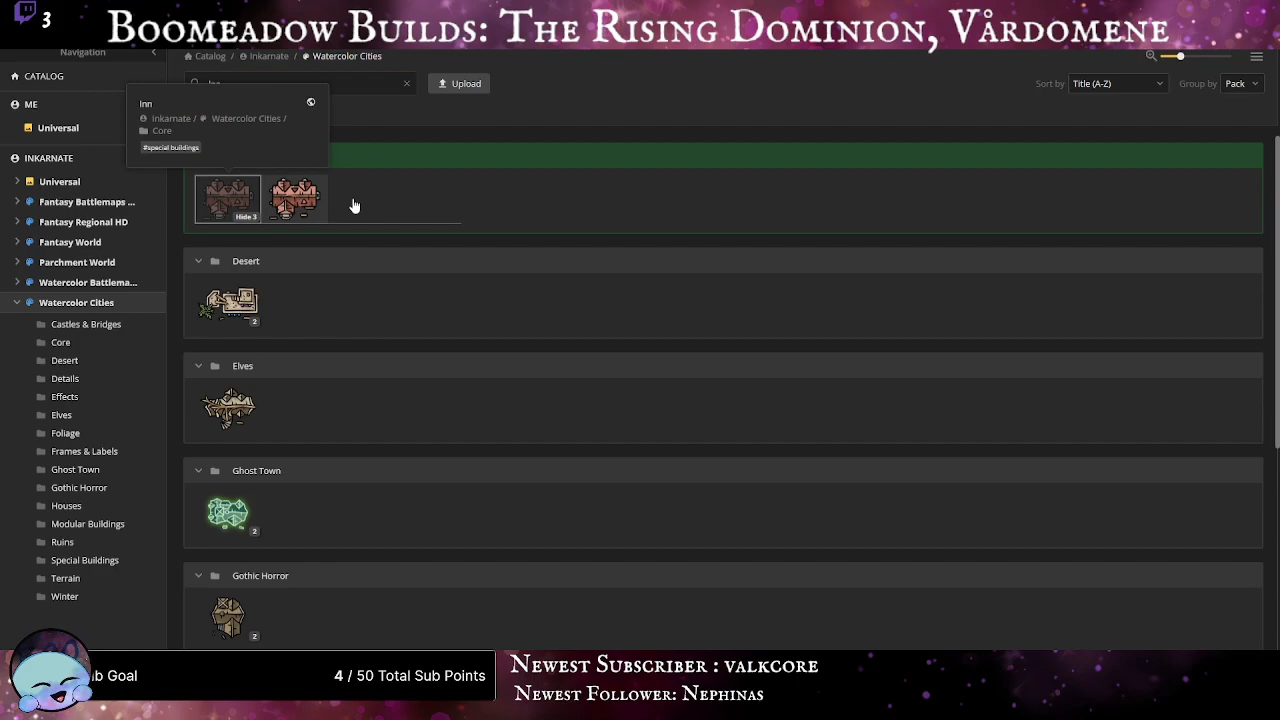 3
Boomeadow Builds: The Rising Dominion, Vårdomene
Navigation
Catalog / Inkarnate / Watercolor Cities
CATALOG
Upload
Sort by Title (A-Z) Group by Pack
ME
Universal
Inn
Inkarnate / Watercolor Cities /
Core
#special buildings
INKARNATE
Universal
Fantasy Battlemaps ...
Fantasy Regional HD
Fantasy World
Parchment World
Watercolor Battlema...
Watercolor Cities
Castles & Bridges
Core
Desert
Details
Effects
Elves
Foliage
Frames & Labels
Ghost Town
Gothic Horror
Houses
Modular Buildings
Ruins
Special Buildings
Terrain
Winter
Hide 3
Desert
2
Elves
Ghost Town
2
Gothic Horror
2
Goal
4 / 50 Total Sub Points
Newest Subscriber : valkcore
Newest Follower: Nephinas